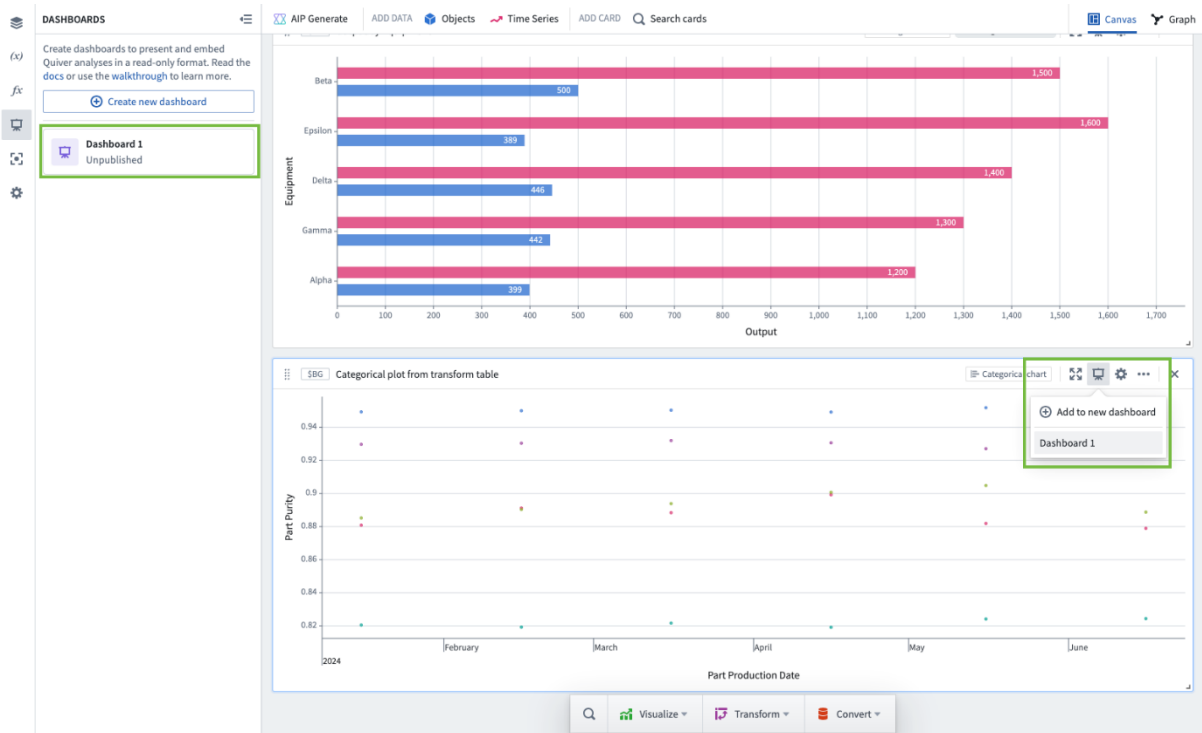 DASHBOARDS
AIP Generate
ADD DATA
Objects
Time Series
ADD CARD
Search cards
Canvas
Graph
(x)
fx
Create dashboards to present and embed
Quiver analyses in a read-only format. Read the
docs or use the walkthrough to learn more.
Create new dashboard
Dashboard 1
Unpublished
Equipment
Beta
1,500
500
Epsilon
1,600
389
Delta
1,400
446
Gamma
1,300
442
Alpha
1,200
399
0 100 200 300 400 500 600 700 800 900 1,000 1,100 1,200 1,300 1,400 1,500 1,600 1,700
Output
$BG
Categorical plot from transform table
Categorical chart
Add to new dashboard
Dashboard 1
Part Purity
0.94
0.92
0.9
0.88
0.86
0.84
0.82
February March April May June
2024
Part Production Date
Visualize
Transform
Convert